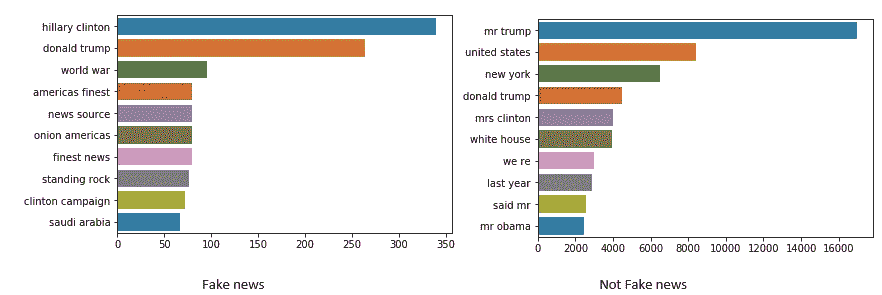 hillary clinton
donald trump
world war
americas finest
news source
onion americas
finest news
standing rock
clinton campaign
saudi arabia
0 50 100 150 200 250 300 350
Fake news
mr trump
united states
new york
donald trump
mrs clinton
white house
we re
last year
said mr
mr obama
0 2000 4000 6000 8000 10000 12000 14000 16000
Not Fake news